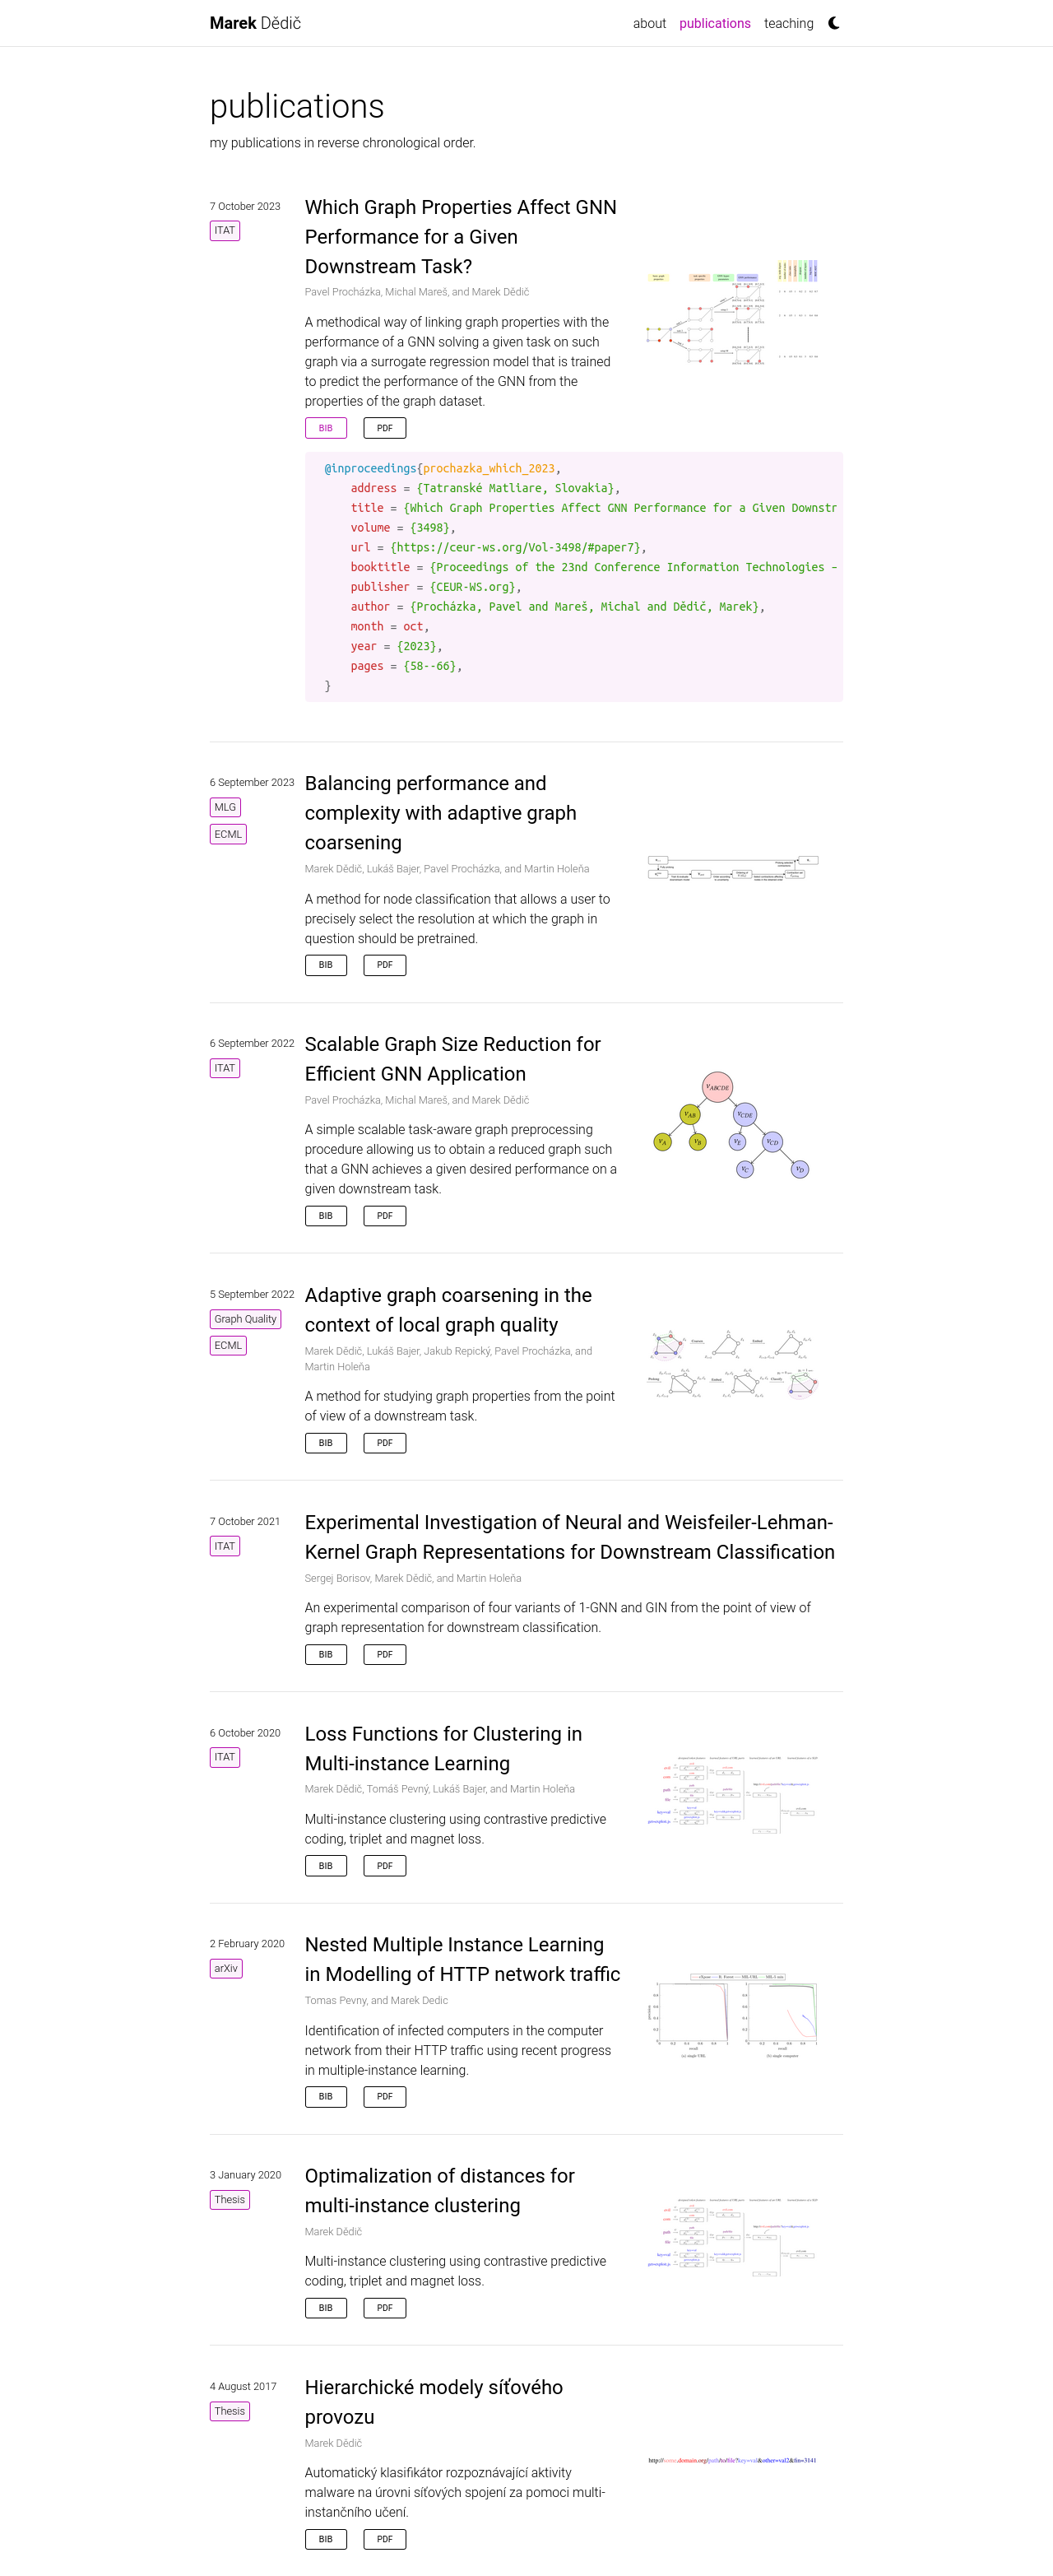 Marek Dědič
about publications teaching
publications
my publications in reverse chronological order.
7 October 2023
ITAT
Which Graph Properties Affect GNN
Performance for a Given
Downstream Task?
Pavel Procházka, Michal Mareš, and Marek Dědič
A methodical way of linking graph properties with the
performance of a GNN solving a given task on such
graph via a surrogate regression model that is trained
to predict the performance of the GNN from the
properties of the graph dataset.
BIB PDF
@inproceedings{prochazka_which_2023,
address = {Tatranské Matliare, Slovakia},
title = {Which Graph Properties Affect GNN Performance for a Given Downstr
volume = {3498},
url = {https://ceur-ws.org/Vol-3498/#paper7},
booktitle = {Proceedings of the 23nd Conference Information Technologies –
publisher = {CEUR-WS.org},
author = {Procházka, Pavel and Mareš, Michal and Dědič, Marek},
month = oct,
year = {2023},
pages = {58--66},
}
6 September 2023
MLG
ECML
Balancing performance and
complexity with adaptive graph
coarsening
Marek Dědič, Lukáš Bajer, Pavel Procházka, and Martin Holeňa
A method for node classification that allows a user to
precisely select the resolution at which the graph in
question should be pretrained.
BIB PDF
6 September 2022
ITAT
Scalable Graph Size Reduction for
Efficient GNN Application
Pavel Procházka, Michal Mareš, and Marek Dědič
A simple scalable task-aware graph preprocessing
procedure allowing us to obtain a reduced graph such
that a GNN achieves a given desired performance on a
given downstream task.
BIB PDF
vABCDE
vAB vCDE
vA vB vE vCD
vC vD
5 September 2022
Graph Quality
ECML
Adaptive graph coarsening in the
context of local graph quality
Marek Dědič, Lukáš Bajer, Jakub Repický, Pavel Procházka, and
Martin Holeňa
A method for studying graph properties from the point
of view of a downstream task.
BIB PDF
7 October 2021
ITAT
Experimental Investigation of Neural and Weisfeiler-Lehman-
Kernel Graph Representations for Downstream Classification
Sergej Borisov, Marek Dědič, and Martin Holeňa
An experimental comparison of four variants of 1-GNN and GIN from the point of view of
graph representation for downstream classification.
BIB PDF
6 October 2020
ITAT
Loss Functions for Clustering in
Multi-instance Learning
Marek Dědič, Tomáš Pevný, Lukáš Bajer, and Martin Holeňa
Multi-instance clustering using contrastive predictive
coding, triplet and magnet loss.
BIB PDF
2 February 2020
arXiv
Nested Multiple Instance Learning
in Modelling of HTTP network traffic
Tomas Pevny, and Marek Dedic
Identification of infected computers in the computer
network from their HTTP traffic using recent progress
in multiple-instance learning.
BIB PDF
3 January 2020
Thesis
Optimalization of distances for
multi-instance clustering
Marek Dědič
Multi-instance clustering using contrastive predictive
coding, triplet and magnet loss.
BIB PDF
4 August 2017
Thesis
Hierarchické modely síťového
provozu
Marek Dědič
Automatický klasifikátor rozpoznávající aktivity
malware na úrovni síťových spojení za pomoci multi-
instančního učení.
BIB PDF
http://some.domain.org/path/to/file?key=val&other=val2&fin=3141